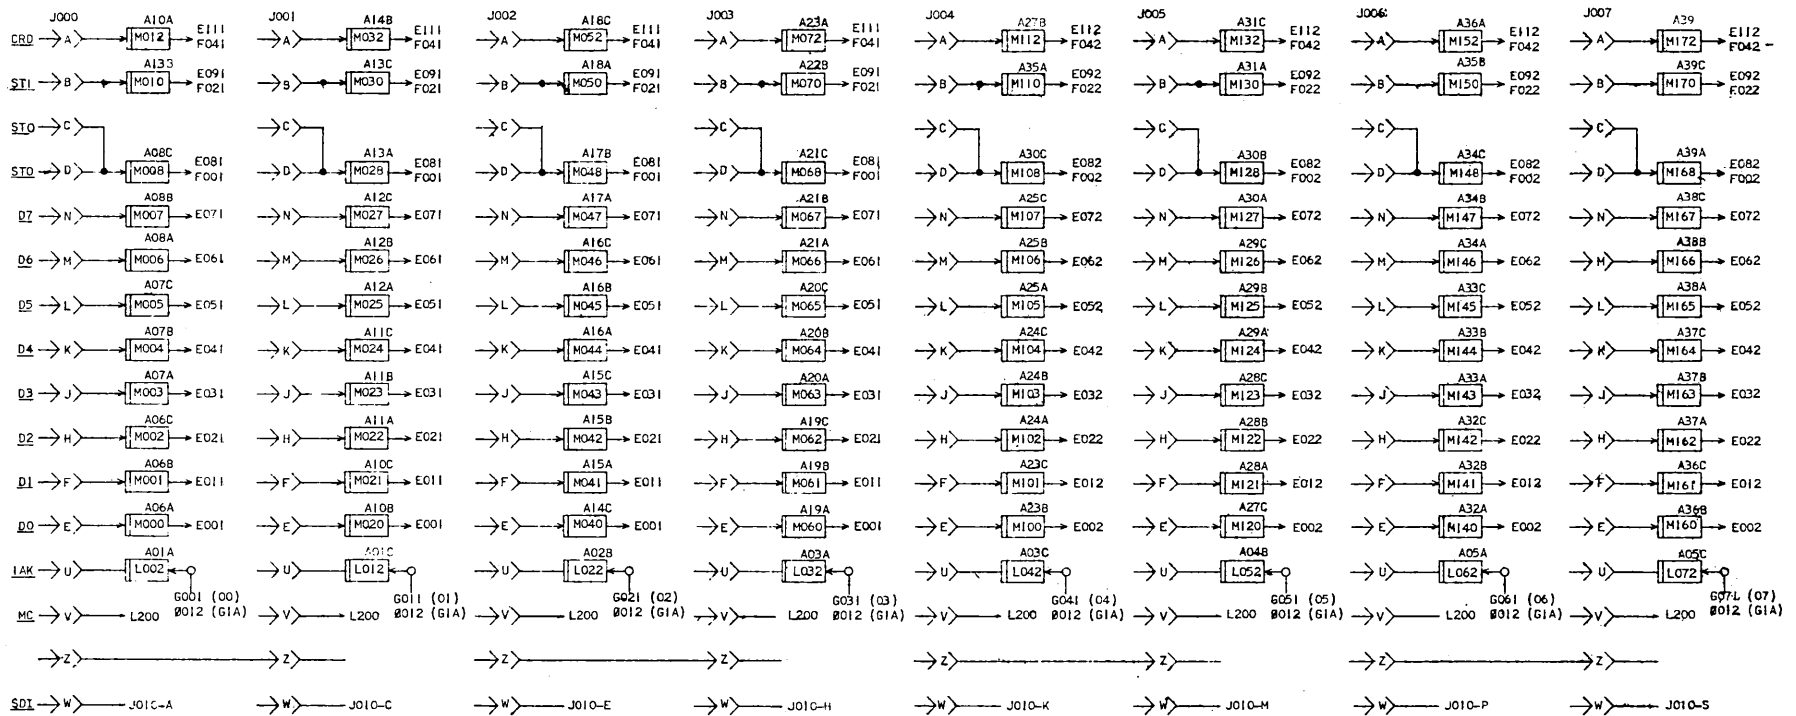 J000 J001 J002 J003 J004 J005 J006 J007
A10A A14B A18C A23A A27B A31C A36A A39
CRD A M012 E111 A M032 E111 A M052 E111 A M072 E111 A M112 E112 A M132 E112 A M152 E112 A M172 E112
F041 F041 F041 F041 F042 F042 F042 F042
A133 A13C A18A A22B A35A A31A A35B A39C
ST1 B M010 E091 B M030 E091 B M050 E091 B M070 E091 B M110 E092 B M130 E092 B M150 E092 B M170 E092
F021 F021 F021 F021 F022 F022 F022 F022
STO C C C C C C C C
A08C A13A A17B A21C A30C A30B A34C A39A
STO D M008 E081 D M028 E081 D M048 E081 D M068 E081 D M108 E082 D M128 E082 D M148 E082 D M168 E082
F001 F001 F001 F001 F002 F002 F002 F002
A08B A12C A17A A21B A25C A30A A34B A38C
D7 N M007 E071 N M027 E071 N M047 E071 N M067 E071 N M107 E072 N M127 E072 N M147 E072 N M167 E072
A08A A12B A16C A21A A25B A29C A34A A38B
D6 M M006 E061 M M026 E061 M M046 E061 M M066 E061 M M106 E062 M M126 E062 M M146 E062 M M166 E062
A07C A12A A16B A20C A25A A29B A33C A38A
D5 L M005 E051 L M025 E051 L M045 E051 L M065 E051 L M105 E052 L M125 E052 L M145 E052 L M165 E052
A07B A11C A16A A20B A24C A29A A33B A37C
D4 K M004 E041 K M024 E041 K M044 E041 K M064 E041 K M104 E042 K M124 E042 K M144 E042 K M164 E042
A07A A11B A15C A20A A24B A28C A33A A37B
D3 J M003 E031 J M023 E031 J M043 E031 J M063 E031 J M103 E032 J M123 E032 J M143 E032 J M163 E032
A06C A11A A15B A19C A24A A28B A32C A37A
D2 H M002 E021 H M022 E021 H M042 E021 H M062 E021 H M102 E022 H M122 E022 H M142 E022 H M162 E022
A06B A10C A15A A19B A23C A28A A32B A36C
D1 F M001 E011 F M021 E011 F M041 E011 F M061 E011 F M101 E012 F M121 E012 F M141 E012 F M161 E012
A06A A10B A14C A19A A23B A27C A32A A36B
D0 E M000 E001 E M020 E001 E M040 E001 E M060 E001 E M100 E002 E M120 E002 E M140 E002 E M160 E002
A01A A01C A02B A03A A03C A04B A05A A05C
IAK U L002 U L012 U L022 U L032 U L042 U L052 U L062 U L072
G001 (00) G011 (01) G021 (02) G031 (03) G041 (04) G051 (05) G061 (06) G071 (07)
MC V L200 Ø012 (G1A) V L200 Ø012 (G1A) V L200 Ø012 (G1A) V L200 Ø012 (G1A) V L200 Ø012 (G1A) V L200 Ø012 (G1A) V L200 Ø012 (G1A) V L200 Ø012 (G1A)
Z Z Z Z Z Z Z Z
SDI W J010-A W J010-C W J010-E W J010-H W J010-K W J010-M W J010-P W J010-S